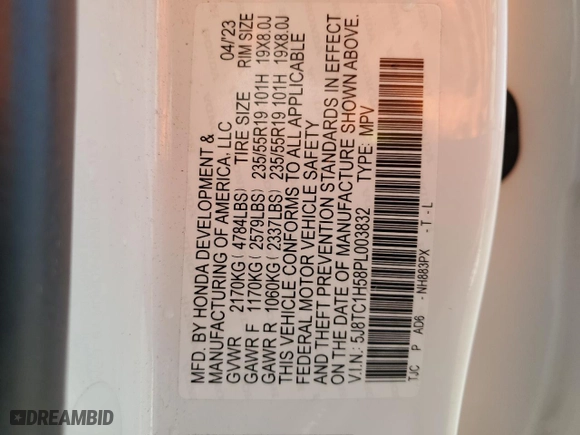 MFD. BY HONDA DEVELOPMENT & 04/'23
MANUFACTURING OF AMERICA, LLC
GVWR 2170KG ( 4784LBS) TIRE SIZE RIM SIZE
GAWR F 1170KG ( 2579LBS) 235/55R19 101H 19X8.0J
GAWR R 1060KG ( 2337LBS) 235/55R19 101H 19X8.0J
THIS VEHICLE CONFORMS TO ALL APPLICABLE
FEDERAL MOTOR VEHICLE SAFETY
AND THEFT PREVENTION STANDARDS IN EFFECT
ON THE DATE OF MANUFACTURE SHOWN ABOVE.
V.I.N.: 5J8TC1H58PL003832 TYPE: MPV
TJC P AD6 - NH883PX - T - L
DREAMBID